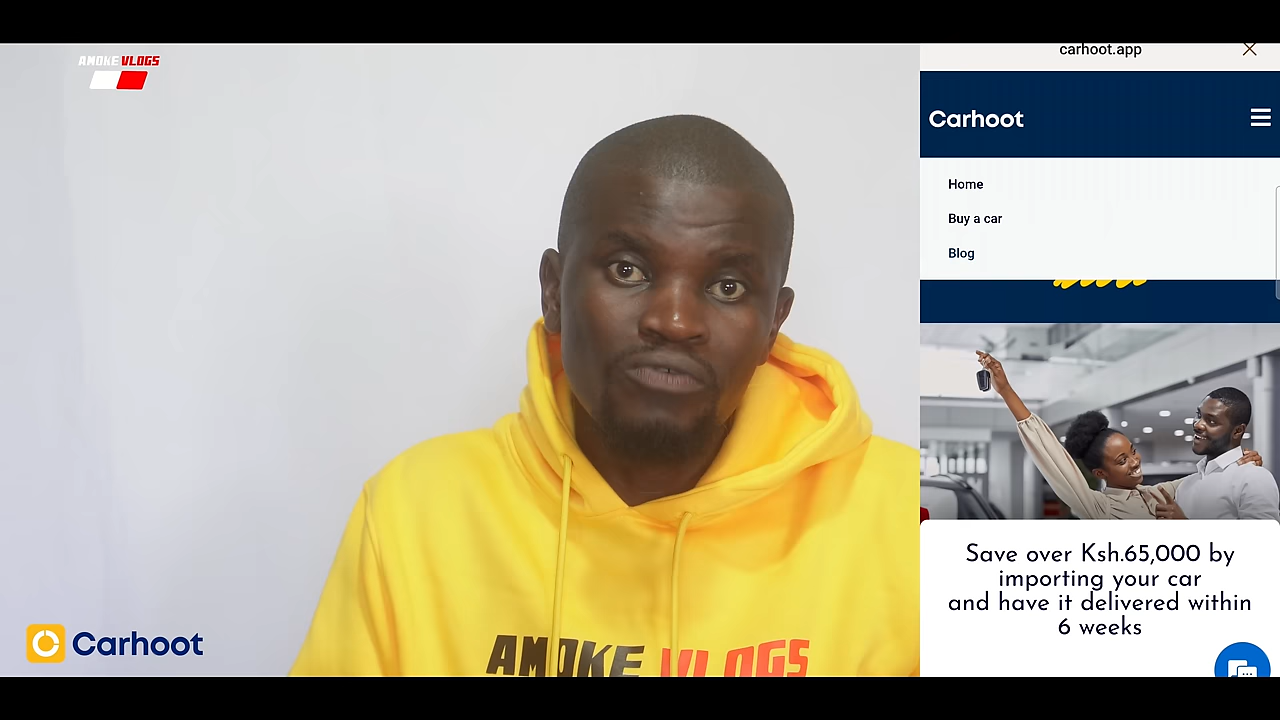 AMOKE VLOGS
carhoot.app
Carhoot
Home
Buy a car
Blog
Save over Ksh.65,000 by
importing your car
and have it delivered within
6 weeks
Carhoot
AMOKE VLOGS